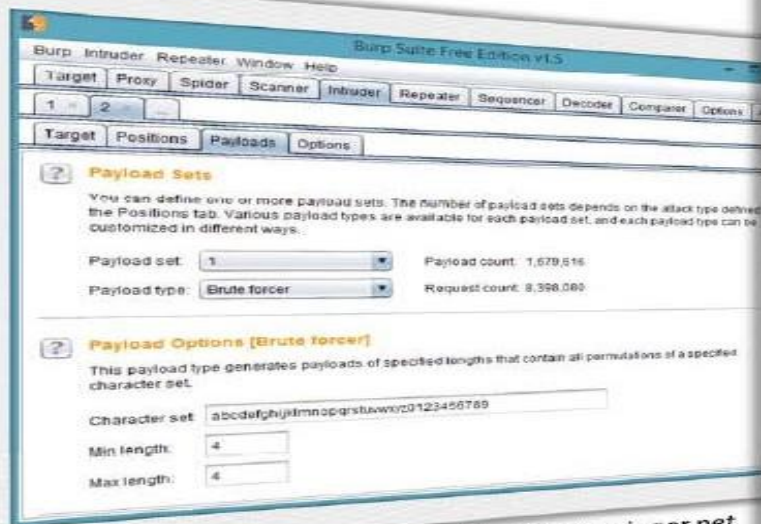 Burp Suite Free Edition v1.5
Burp Intruder Repeater Window Help
Target Proxy Spider Scanner Intruder Repeater Sequencer Decoder Comparer Options
1 × 2 × ...
Target Positions Payloads Options
? Payload Sets
You can define one or more payload sets. The number of payload sets depends on the attack type defined
the Positions tab. Various payload types are available for each payload set, and each payload type can be
customized in different ways.
Payload set: 1 Payload count: 1,679,616
Payload type: Brute forcer Request count: 8,398,080
? Payload Options [Brute forcer]
This payload type generates payloads of specified lengths that contain all permutations of a specified
character set.
Character set: abcdefghijklmnopqrstuvwxyz0123456789
Min length: 4
Max length: 4
.net